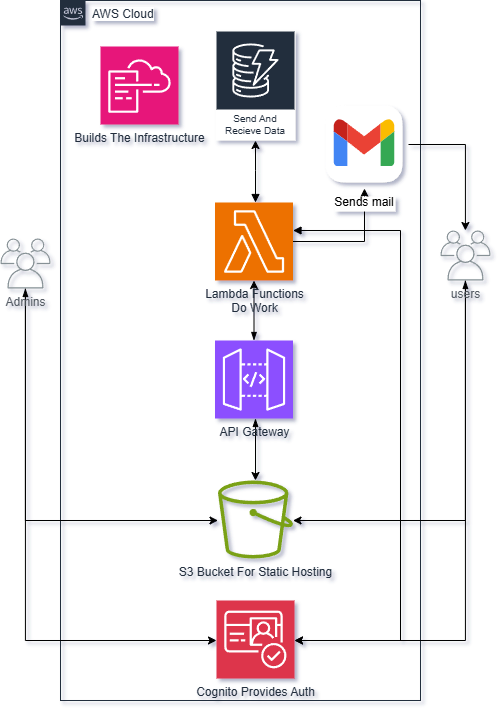 aws
AWS Cloud
Builds The Infrastructure
Send And
Recieve Data
Sends mail
Lambda Functions
Do Work
Admins
users
</>
API Gateway
S3 Bucket For Static Hosting
Cognito Provides Auth